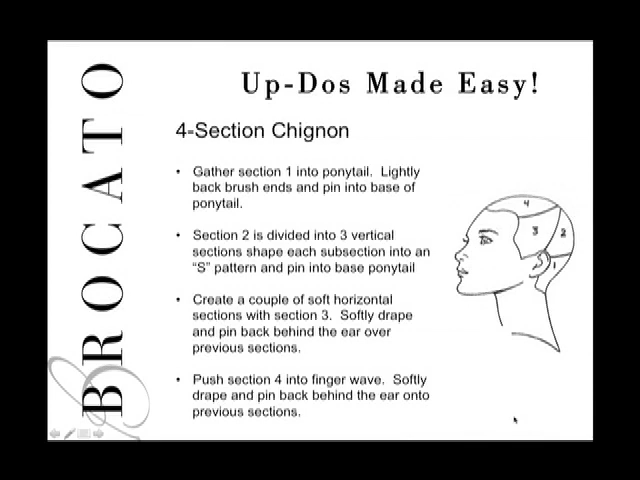 BROCATO
Up-Dos Made Easy!
4-Section Chignon
• Gather section 1 into ponytail. Lightly
back brush ends and pin into base of
ponytail.
• Section 2 is divided into 3 vertical
sections shape each subsection into an
“S” pattern and pin into base ponytail
• Create a couple of soft horizontal
sections with section 3. Softly drape
and pin back behind the ear over
previous sections.
• Push section 4 into finger wave. Softly
drape and pin back behind the ear onto
previous sections.
4
3
2
1